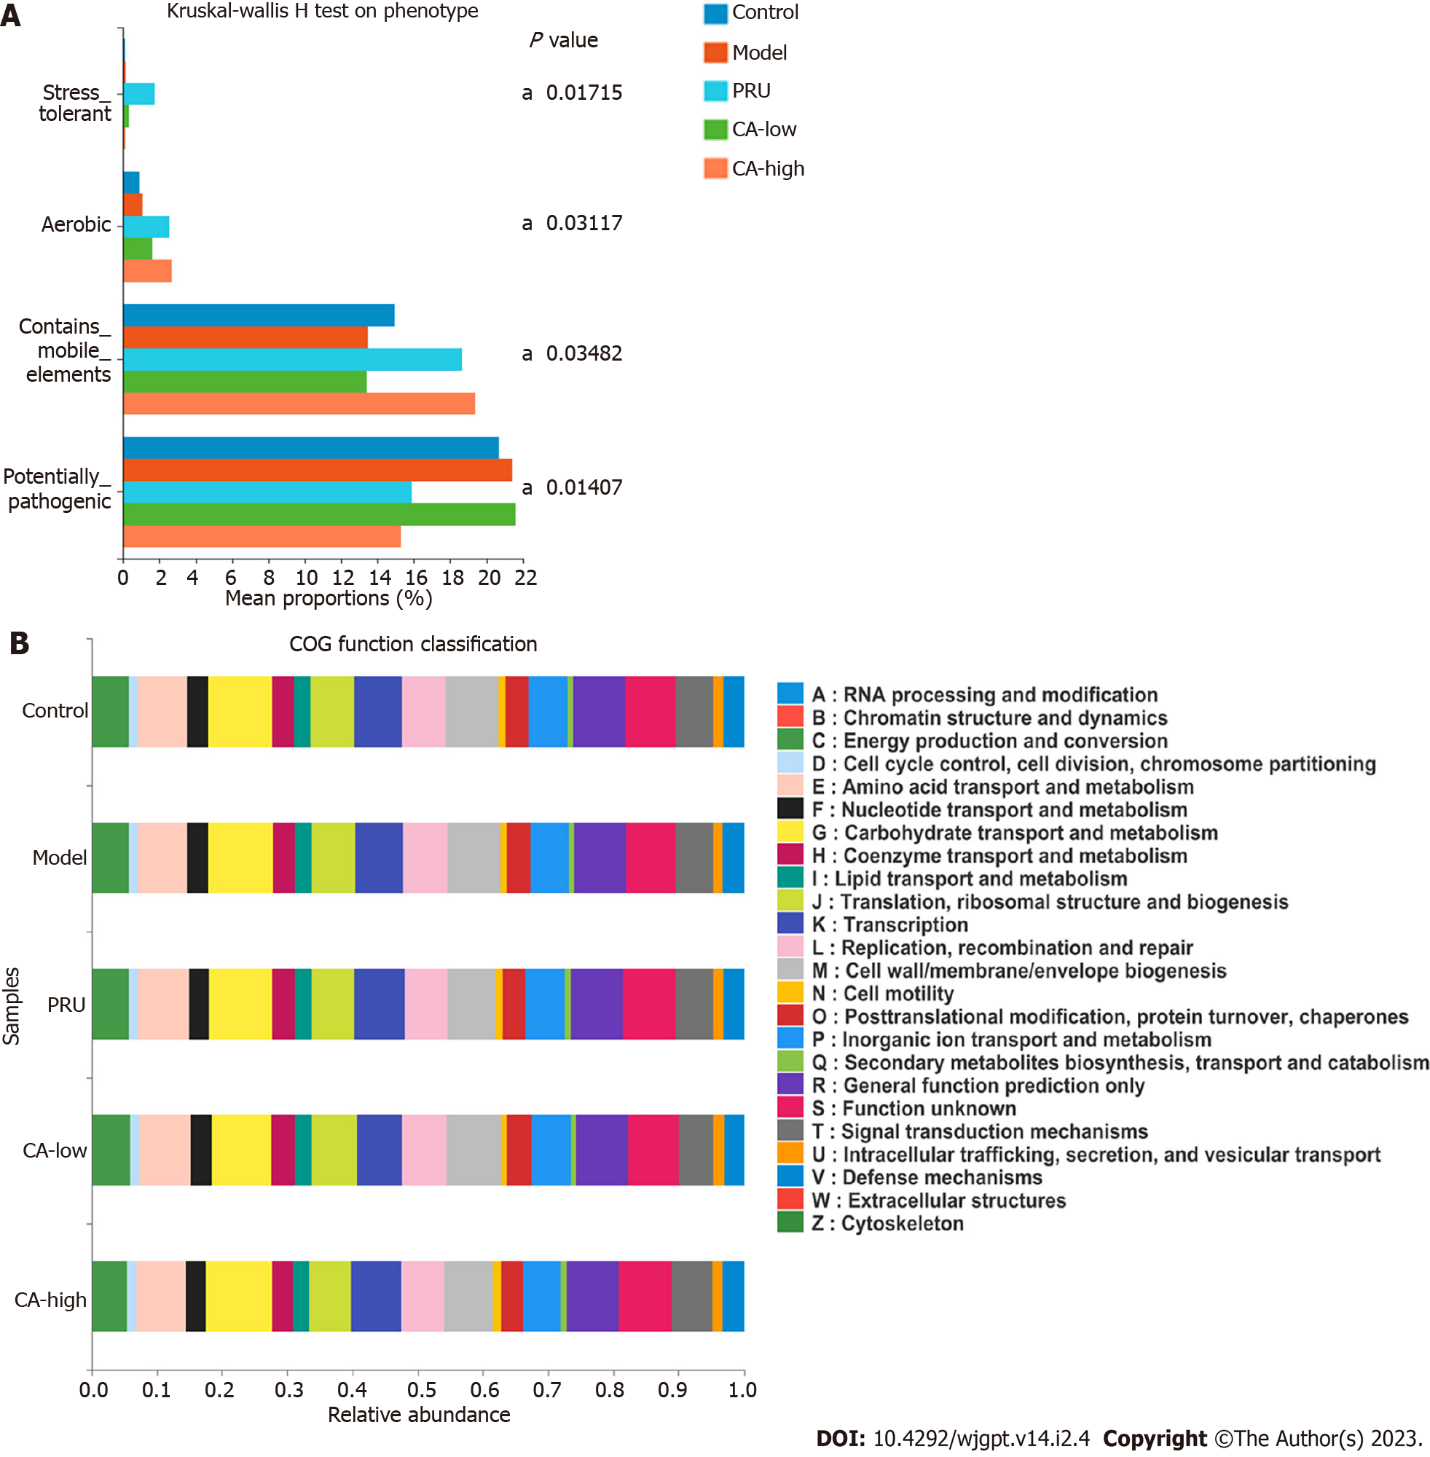 A
Kruskal-wallis H test on phenotype
P value
Control
Model
PRU
CA-low
CA-high
Stress_
tolerant
a 0.01715
Aerobic
a 0.03117
Contains_
mobile_
elements
a 0.03482
Potentially_
pathogenic
a 0.01407
0 2 4 6 8 10 12 14 16 18 20 22
Mean proportions (%)
B
COG function classification
Control
Model
PRU
CA-low
CA-high
Samples
0.0 0.1 0.2 0.3 0.4 0.5 0.6 0.7 0.8 0.9 1.0
Relative abundance
A : RNA processing and modification
B : Chromatin structure and dynamics
C : Energy production and conversion
D : Cell cycle control, cell division, chromosome partitioning
E : Amino acid transport and metabolism
F : Nucleotide transport and metabolism
G : Carbohydrate transport and metabolism
H : Coenzyme transport and metabolism
I : Lipid transport and metabolism
J : Translation, ribosomal structure and biogenesis
K : Transcription
L : Replication, recombination and repair
M : Cell wall/membrane/envelope biogenesis
N : Cell motility
O : Posttranslational modification, protein turnover, chaperones
P : Inorganic ion transport and metabolism
Q : Secondary metabolites biosynthesis, transport and catabolism
R : General function prediction only
S : Function unknown
T : Signal transduction mechanisms
U : Intracellular trafficking, secretion, and vesicular transport
V : Defense mechanisms
W : Extracellular structures
Z : Cytoskeleton
DOI: 10.4292/wjgpt.v14.i2.4 Copyright ©The Author(s) 2023.